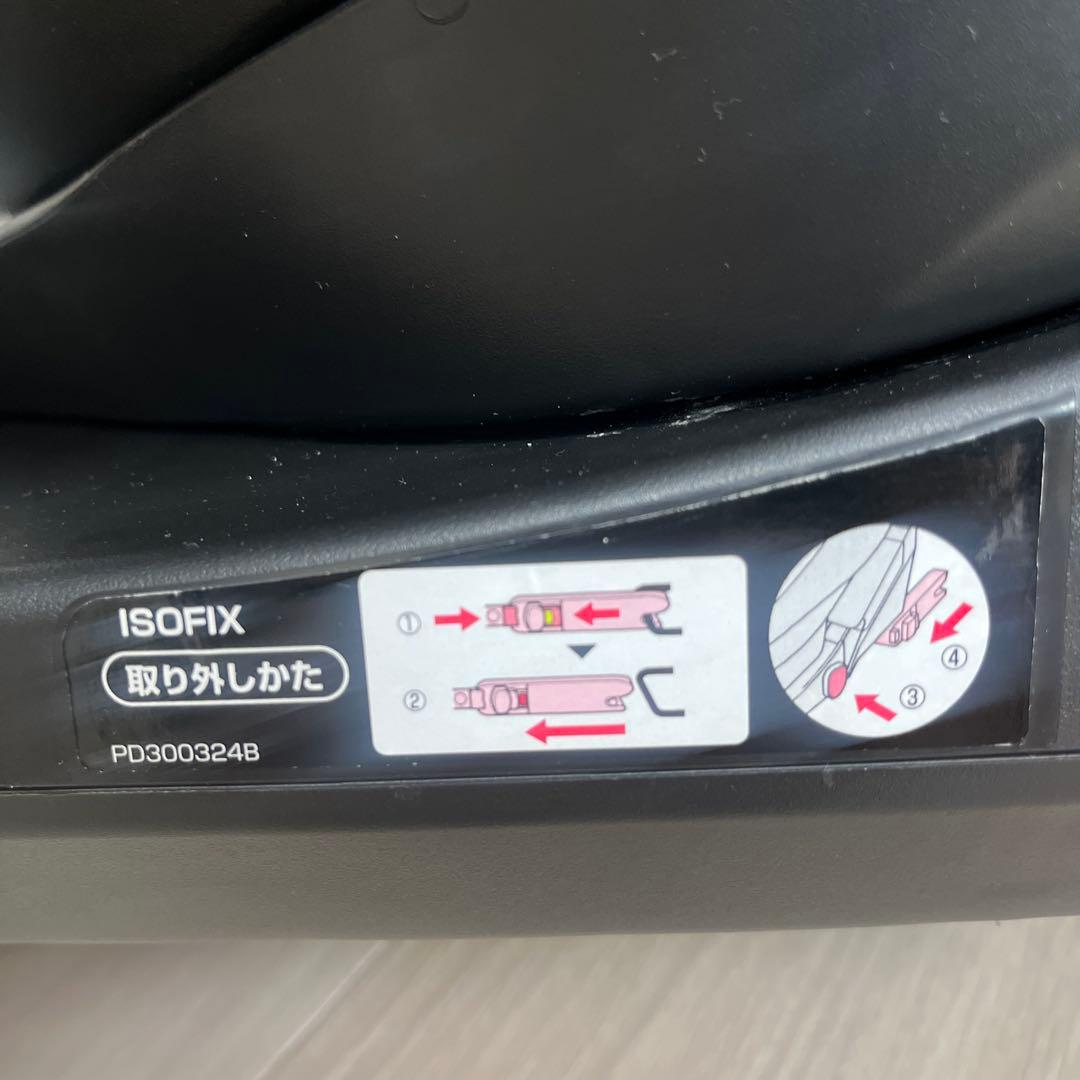 ISOFIX
取り外しかた
PD300324B
①
②
③
④